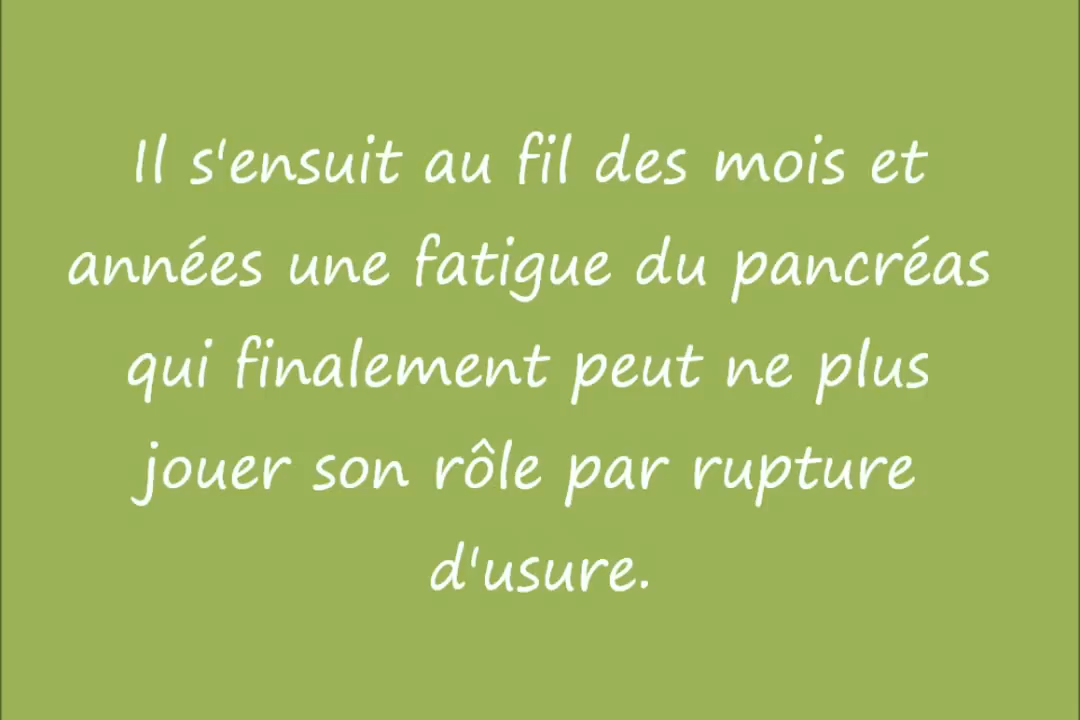 Il s'ensuit au fil des mois et
années une fatigue du pancréas
qui finalement peut ne plus
jouer son rôle par rupture
d'usure.